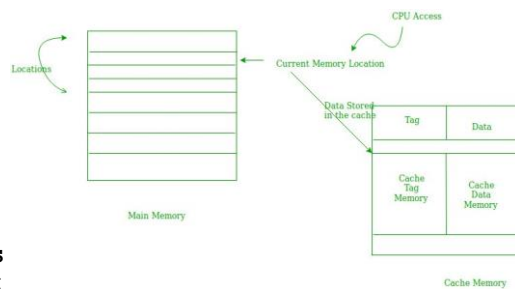 CPU Access
Locations
Current Memory Location
Data Stored
in the cache
Tag
Data
Cache
Tag
Memory
Cache
Data
Memory
Main Memory
s
Cache Memory